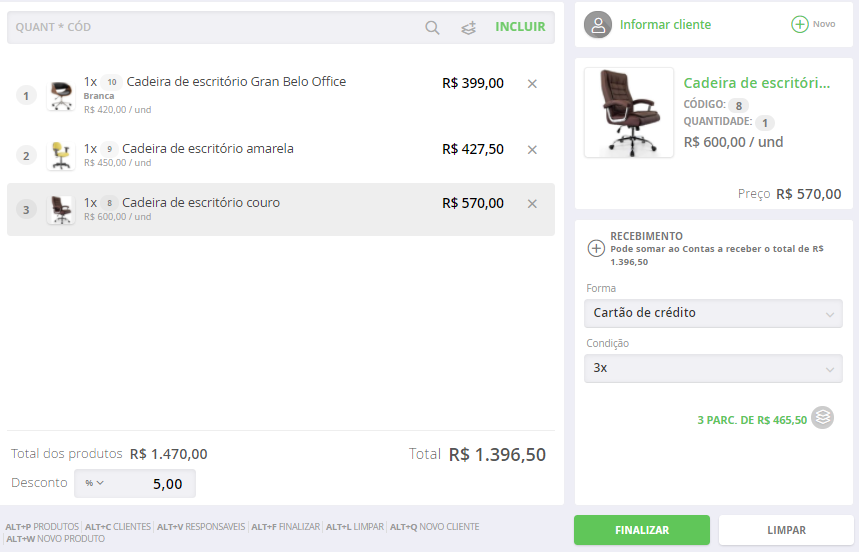 QUANT * CÓD
INCLUIR
1
1x 10 Cadeira de escritório Gran Belo Office
Branca
R$ 420,00 / und
R$ 399,00
2
1x 9 Cadeira de escritório amarela
R$ 450,00 / und
R$ 427,50
3
1x 8 Cadeira de escritório couro
R$ 600,00 / und
R$ 570,00
Total dos produtos R$ 1.470,00
Total R$ 1.396,50
Desconto % 5,00
ALT+P PRODUTOS | ALT+C CLIENTES | ALT+V RESPONSAVEIS | ALT+F FINALIZAR | ALT+L LIMPAR | ALT+Q NOVO CLIENTE
| ALT+W NOVO PRODUTO
Informar cliente
Novo
Cadeira de escritóri...
CÓDIGO: 8
QUANTIDADE: 1
R$ 600,00 / und
Preço R$ 570,00
RECEBIMENTO
Pode somar ao Contas a receber o total de R$
1.396,50
Forma
Cartão de crédito
Condição
3x
3 PARC. DE R$ 465,50
FINALIZAR
LIMPAR